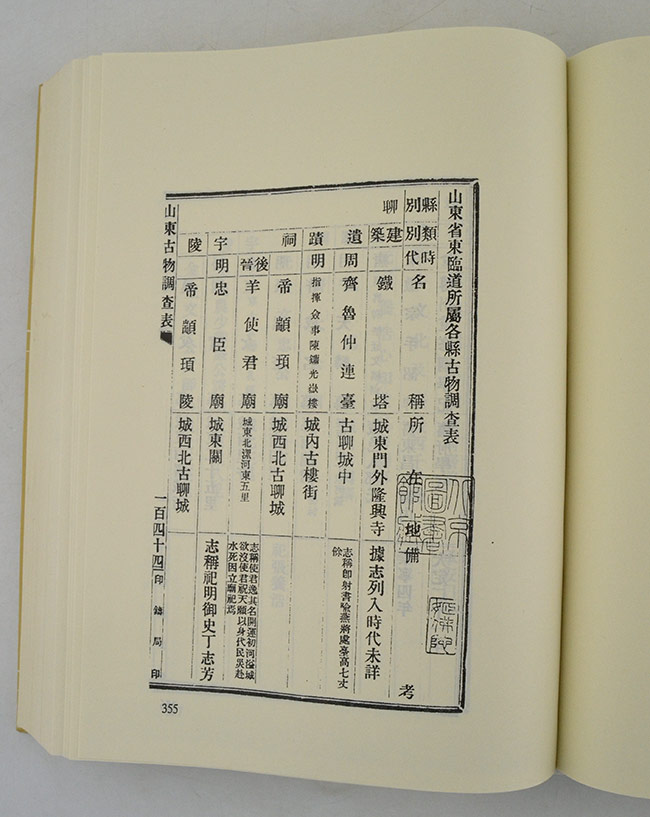 山東省東臨道所屬各縣古物調查表
縣別 類別 時代 名稱 所在地 備考
聊 建築 鐵塔 城東門外隆興寺 據志列入時代未詳
遺 周 齊魯仲連臺 古聊城中 志稱卽射書喻燕將處臺高七丈餘
蹟 明 指揮僉事陳鏞光嶽樓 城內古樓街
祠 帝顓頊廟 城西北古聊城
後晉 羊使君廟 城東北漯河東五里 志稱使君逸其名開運初河溢城欲沒使君祝天願以身代民災赴水死因立廟祀焉
宇 明 忠臣廟 城東關 志稱祀明御史丁志芳
陵 帝顓頊陵 城西北古聊城
山東古物調查表
一百四十四
印鑄局印
355